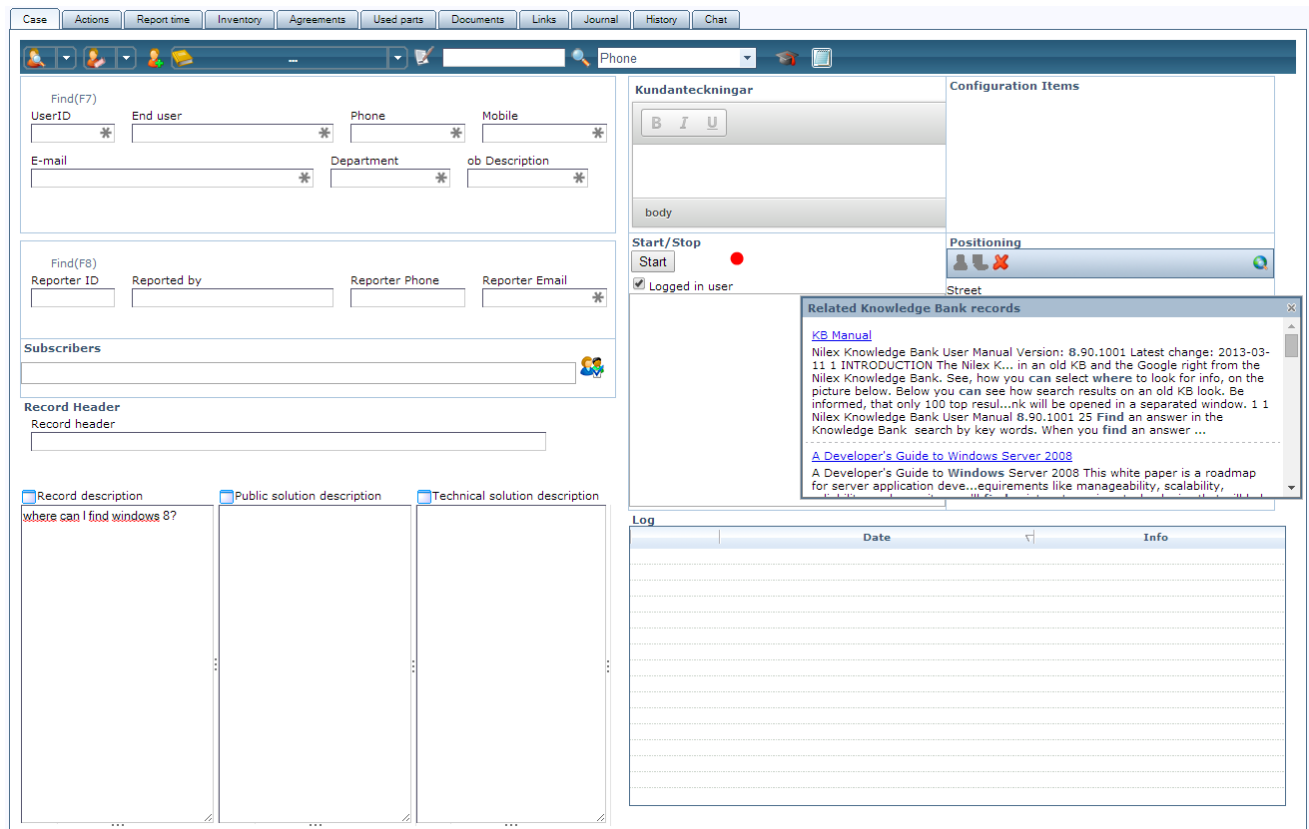 Case Actions Report time Inventory Agreements Used parts Documents Links Journal History Chat
Phone
Find(F7)
UserID End user Phone Mobile
E-mail Department ob Description
Find(F8)
Reporter ID Reported by Reporter Phone Reporter Email
Subscribers
Record Header
Record header
Record description Public solution description Technical solution description
where can I find windows 8?
Kundanteckningar
B I U
body
Configuration Items
Start/Stop
Start
Logged in user
Positioning
Street
Related Knowledge Bank records
KB Manual
Nilex Knowledge Bank User Manual Version: 8.90.1001 Latest change: 2013-03-
11 1 INTRODUCTION The Nilex K... in an old KB and the Google right from the
Nilex Knowledge Bank. See, how you can select where to look for info, on the
picture below. Below you can see how search results on an old KB look. Be
informed, that only 100 top resul...nk will be opened in a separated window. 1 1
Nilex Knowledge Bank User Manual 8.90.1001 25 Find an answer in the
Knowledge Bank search by key words. When you find an answer ...
A Developer's Guide to Windows Server 2008
A Developer's Guide to Windows Server 2008 This white paper is a roadmap
for server application deve...equirements like manageability, scalability,
Log
Date Info